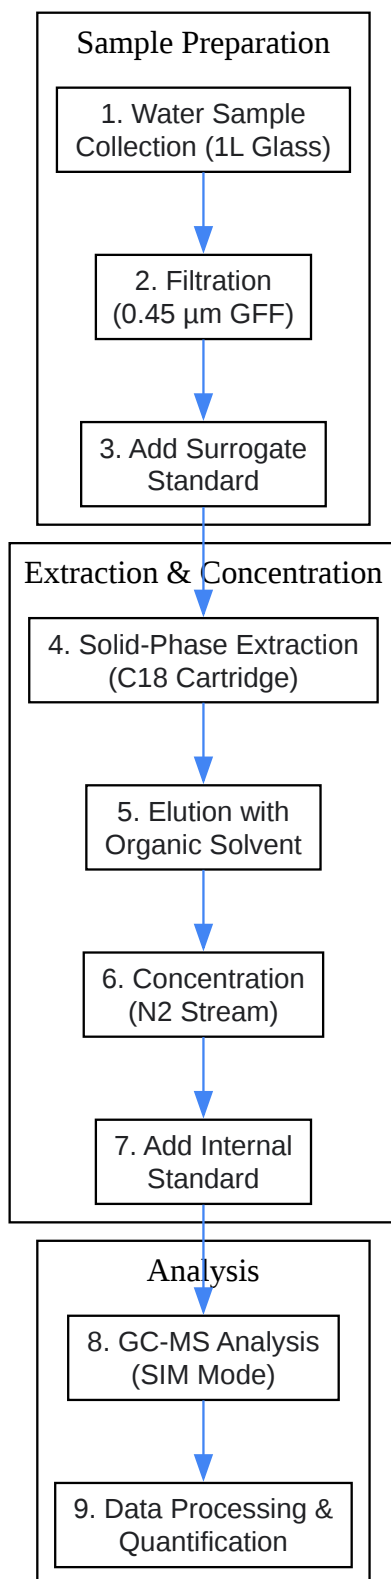 Sample Preparation
1. Water Sample
Collection (1L Glass)
2. Filtration
(0.45 µm GFF)
3. Add Surrogate
Standard
Extraction & Concentration
4. Solid-Phase Extraction
(C18 Cartridge)
5. Elution with
Organic Solvent
6. Concentration
(N2 Stream)
7. Add Internal
Standard
Analysis
8. GC-MS Analysis
(SIM Mode)
9. Data Processing &
Quantification